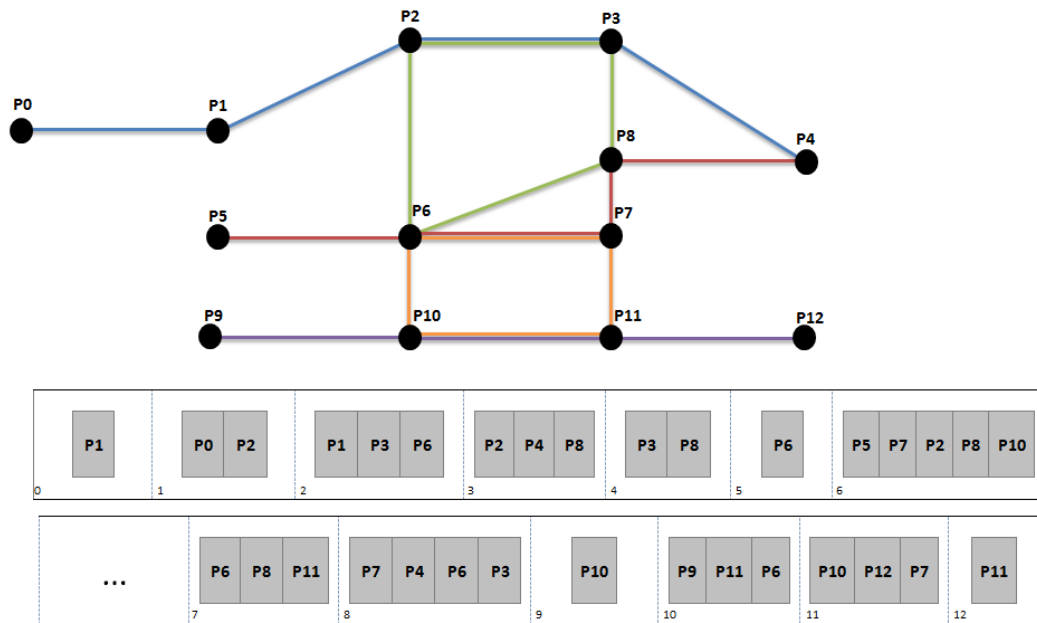 P2 P3
P0 P1
P8 P4
P5 P6 P7
P9 P10 P11 P12
P1 P0 P2 P1 P3 P6 P2 P4 P8 P3 P8 P6 P5 P7 P2 P8 P10
0 1 2 3 4 5 6
... P6 P8 P11 P7 P4 P6 P3 P10 P9 P11 P6 P10 P12 P7 P11
7 8 9 10 11 12